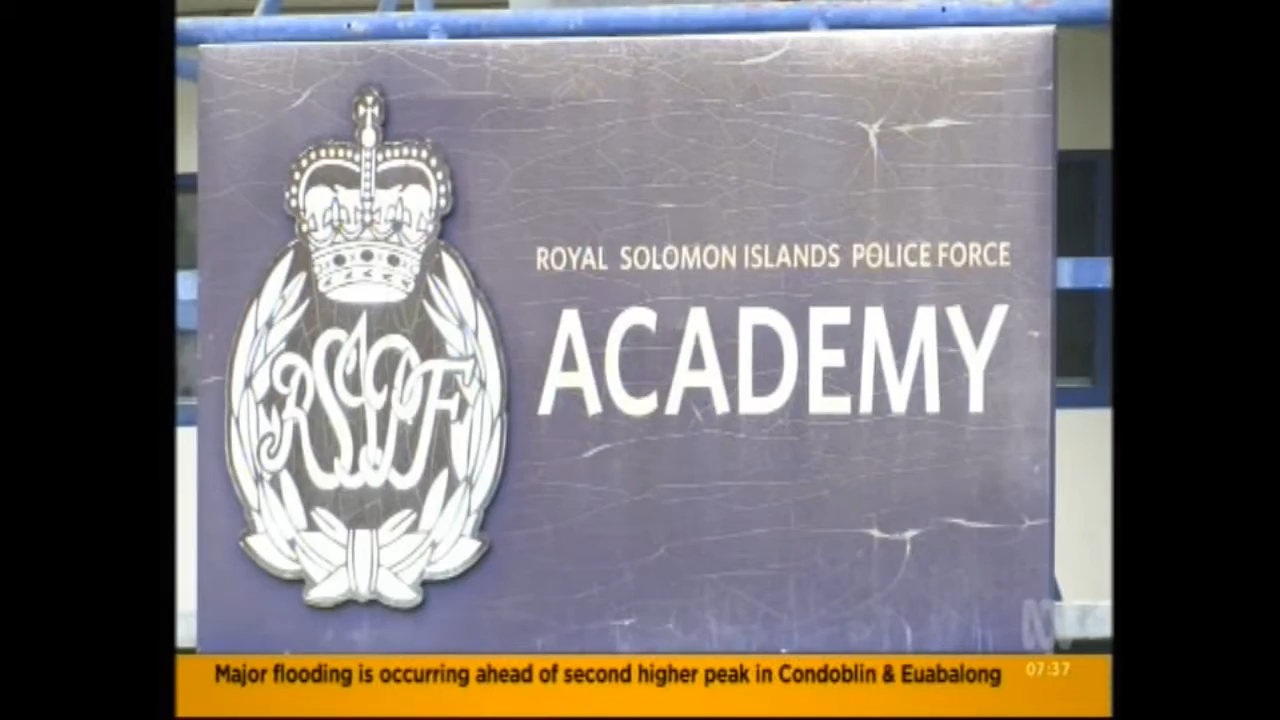 ROYAL SOLOMON ISLANDS POLICE FORCE
ACADEMY
RSIPF
Major flooding is occurring ahead of second higher peak in Condoblin & Euabalong
07:37